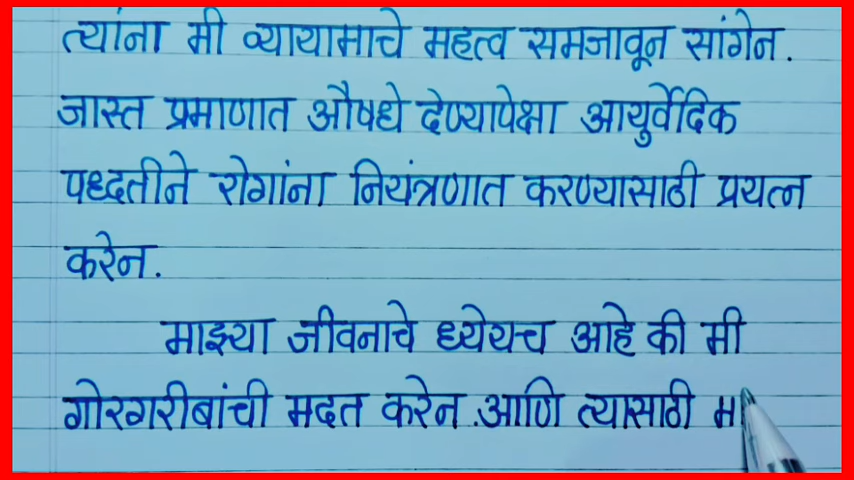 त्यांना मी व्यायामाचे महत्व समजावून सांगेन.
जास्त प्रमाणात औषधे देण्यापेक्षा आयुर्वेदिक
पध्दतीने रोगांना नियंत्रणात करण्यासाठी प्रयत्न
करेन.
माझ्या जीवनाचे ध्येयच आहे की मी
गोरगरीबांची मदत करेन.आणि त्यासाठी